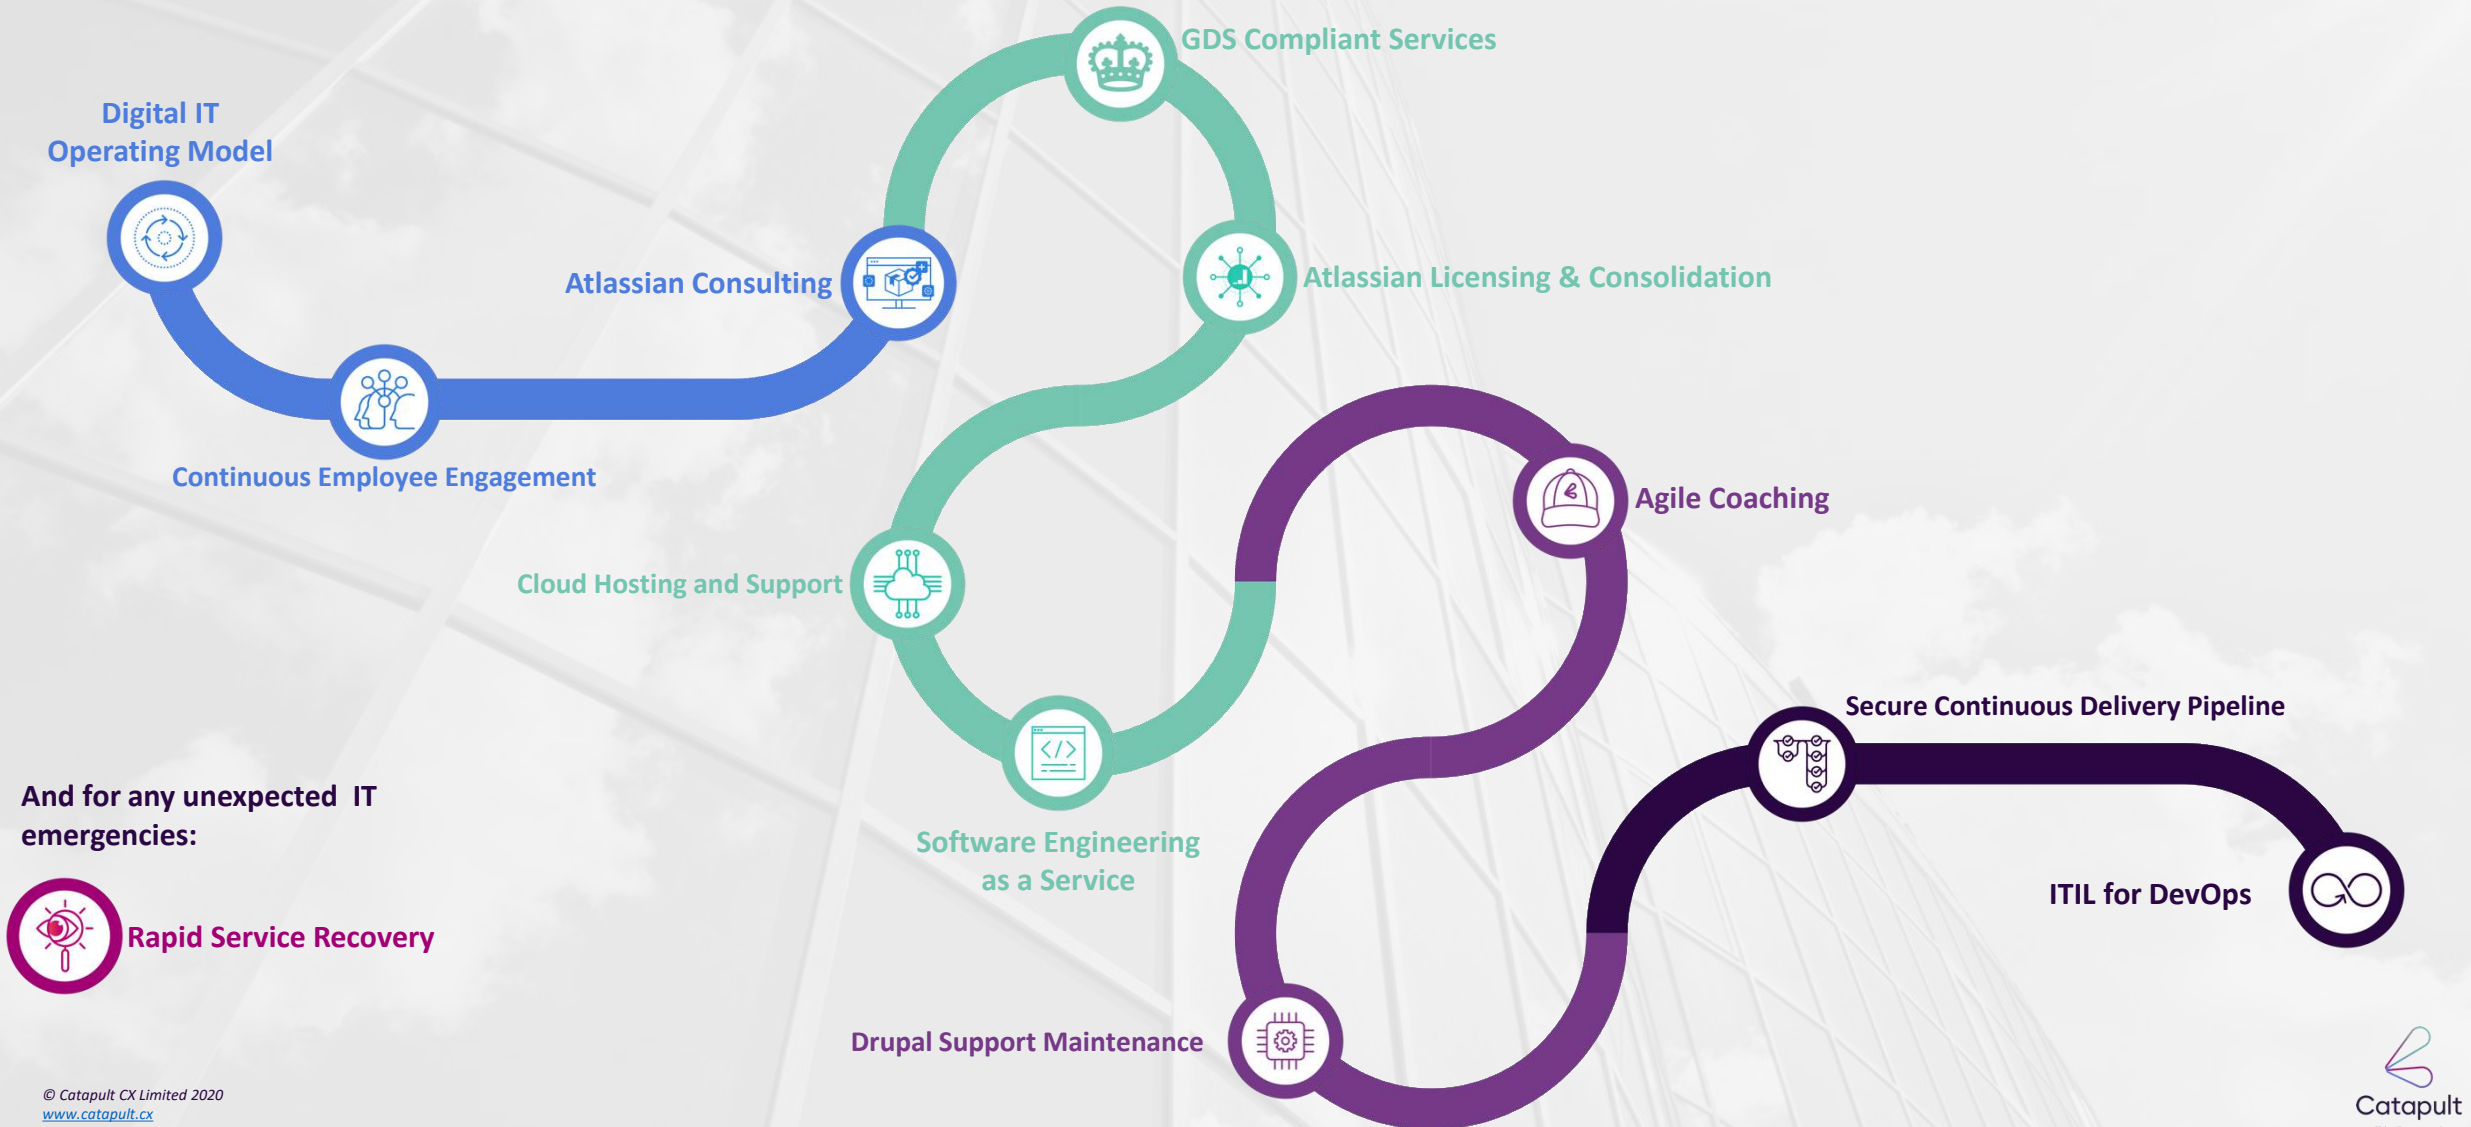 GDS Compliant Services
Digital IT
Operating Model
Atlassian Consulting
Atlassian Licensing & Consolidation
Continuous Employee Engagement
Agile Coaching
Cloud Hosting and Support
Secure Continuous Delivery Pipeline
And for any unexpected  IT
emergencies:
Software Engineering
as a Service
ITIL for DevOps
Rapid Service Recovery
Drupal Support Maintenance
© Catapult CX Limited 2020
www.catapult.cx
Catapult